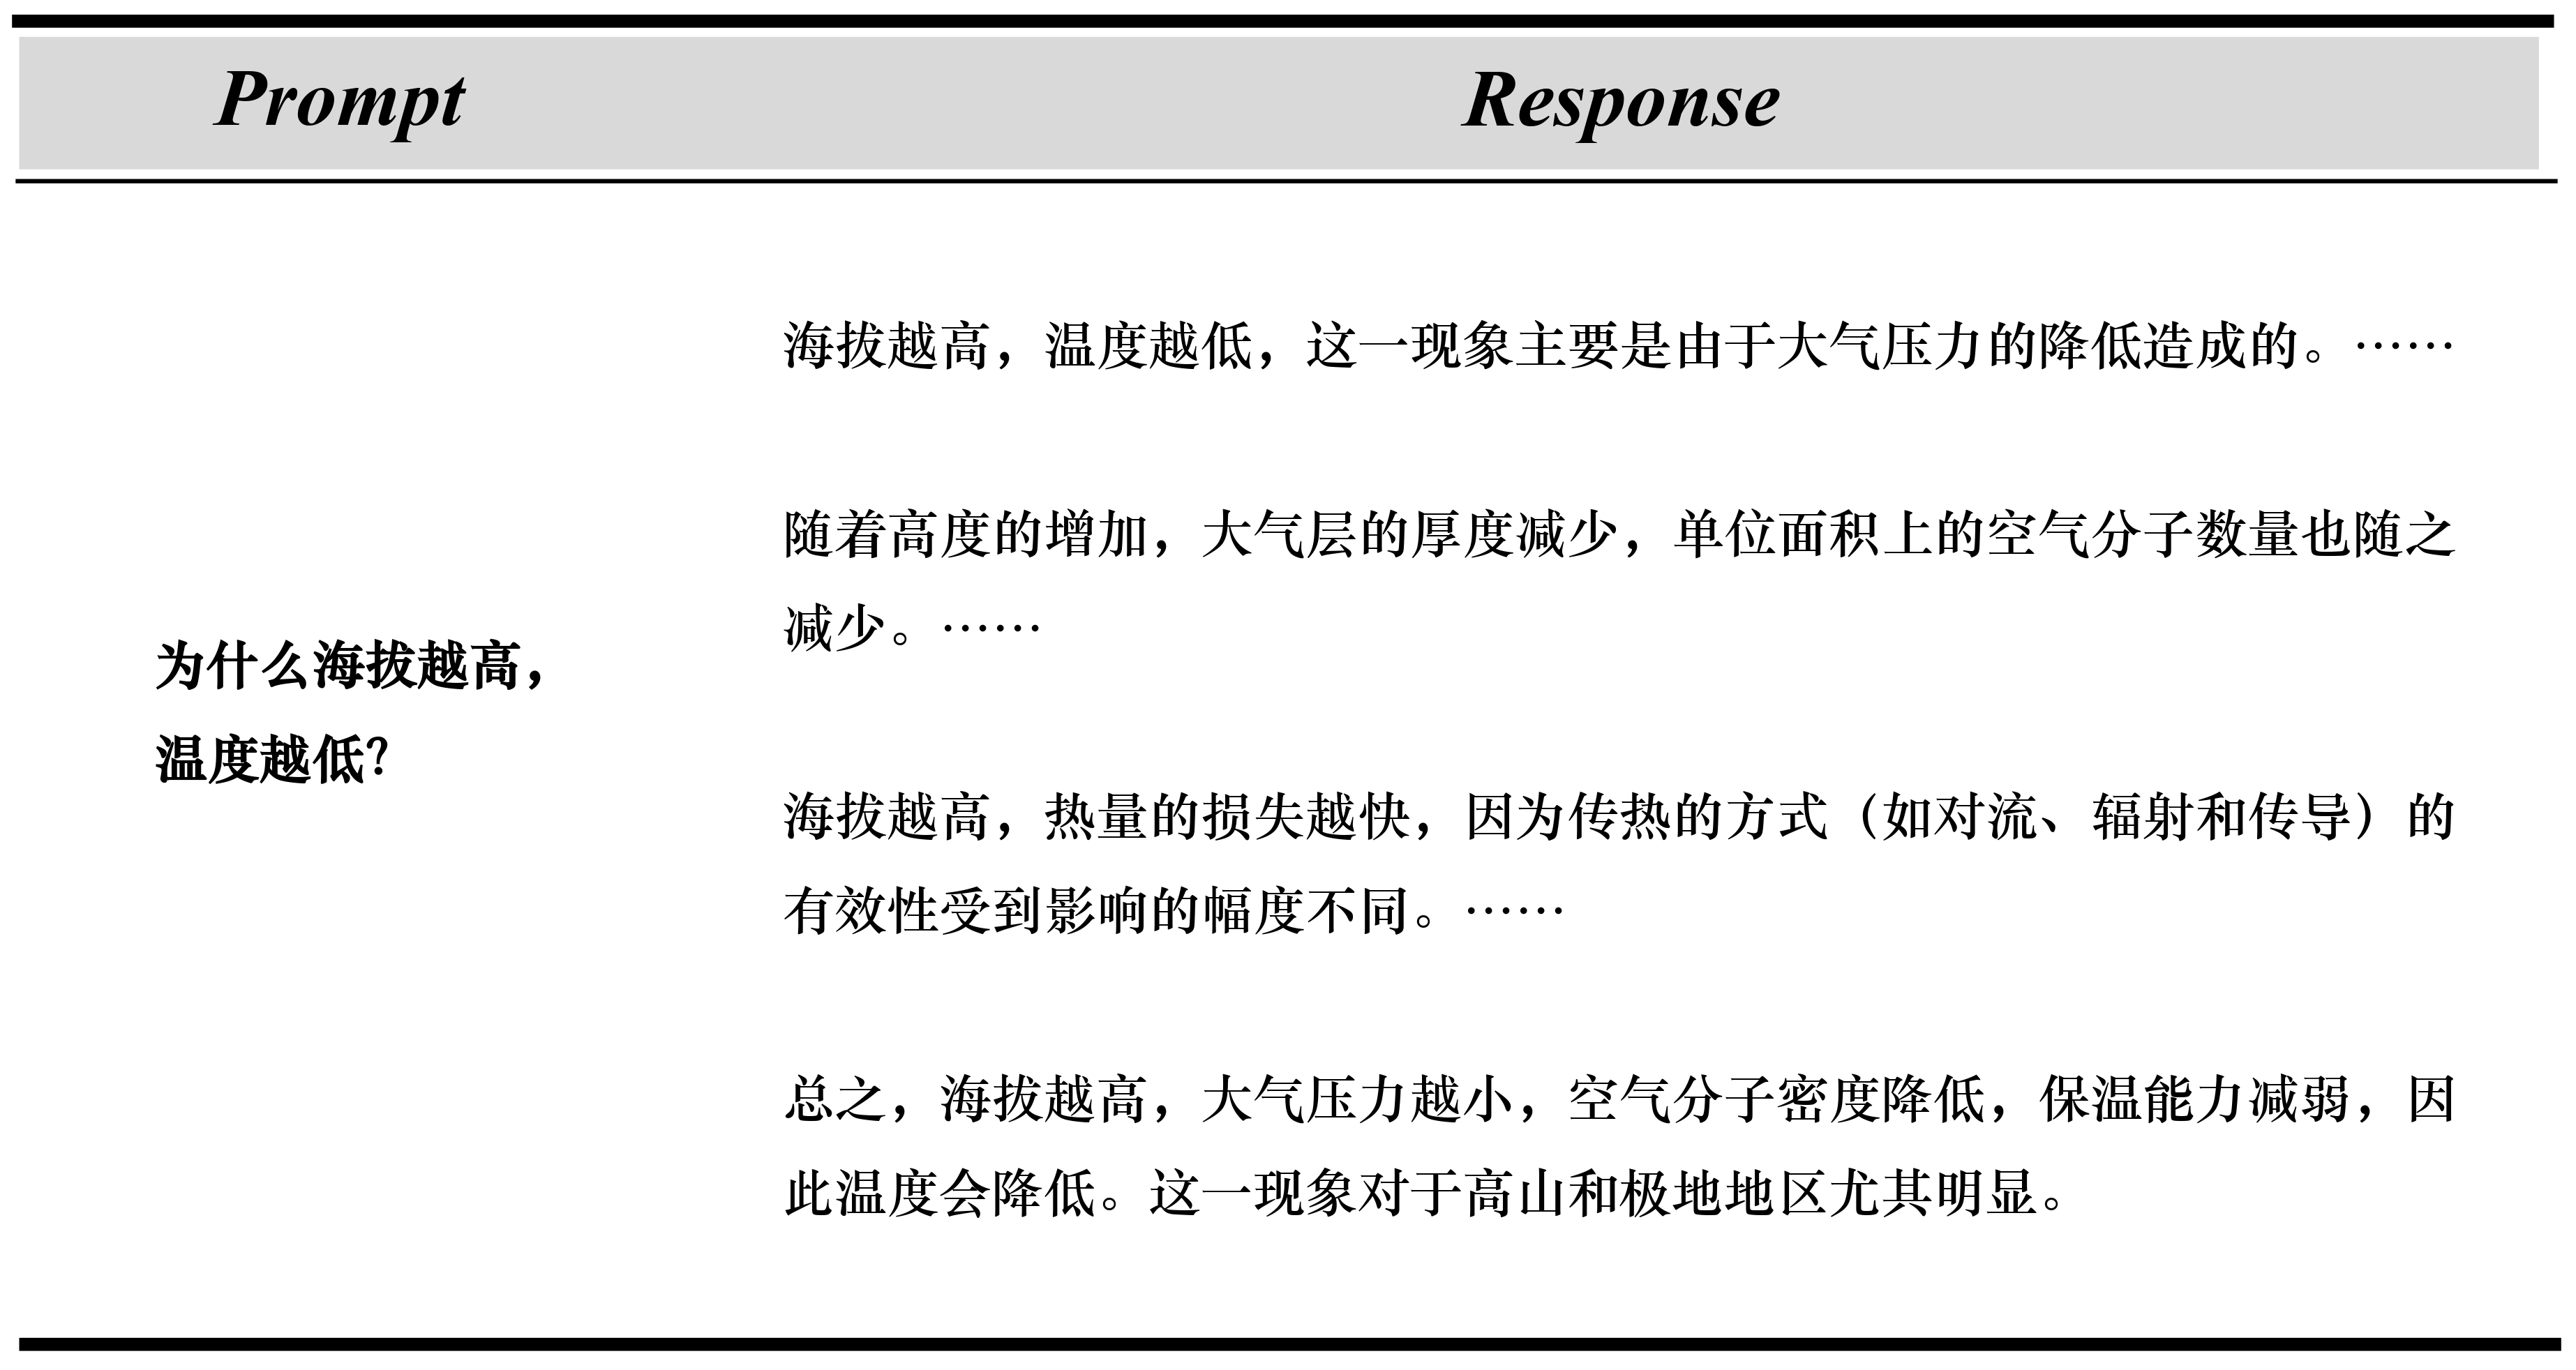 Prompt Response
海拔越高，温度越低，这一现象主要是由于大气压力的降低造成的。……
随着高度的增加，大气层的厚度减少，单位面积上的空气分子数量也随之
减少。……
为什么海拔越高，
温度越低？
海拔越高，热量的损失越快，因为传热的方式（如对流、辐射和传导）的
有效性受到影响的幅度不同。……
总之，海拔越高，大气压力越小，空气分子密度降低，保温能力减弱，因
此温度会降低。这一现象对于高山和极地地区尤其明显。